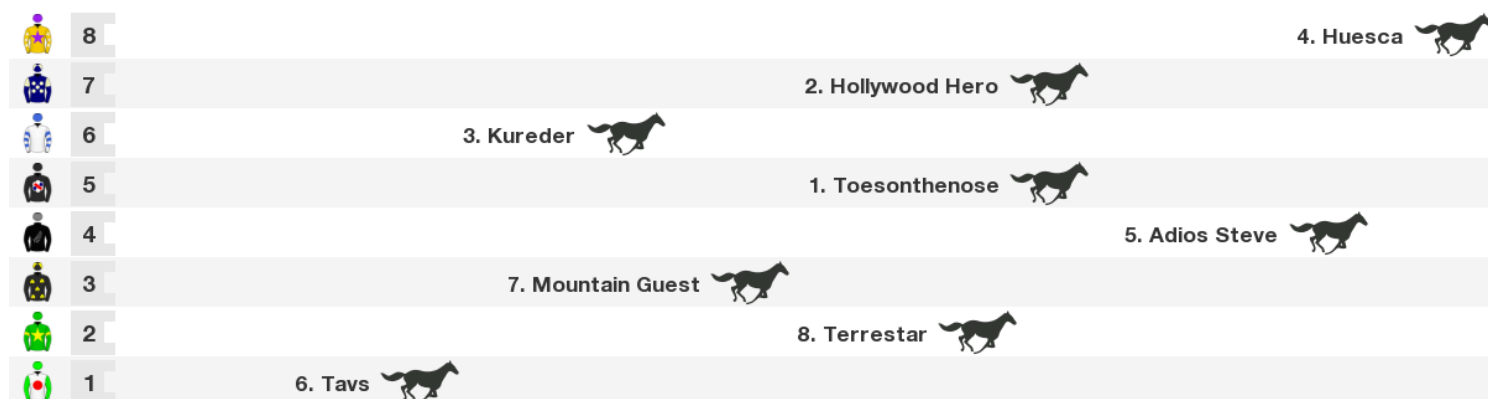 8 4. Huesca
7 2. Hollywood Hero
6 3. Kureder
5 1. Toesonthenose
4 5. Adios Steve
3 7. Mountain Guest
2 8. Terrestar
1 6. Tavs